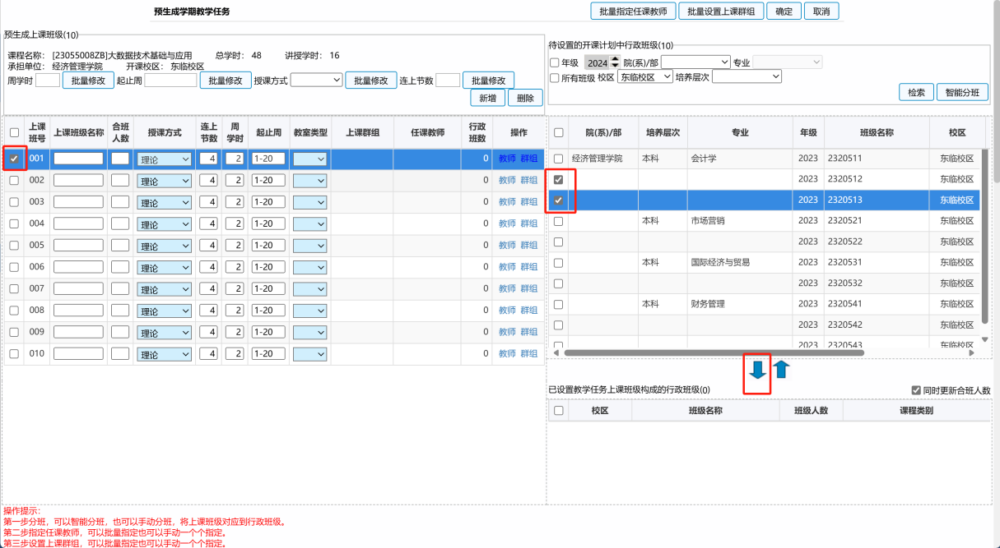 预生成学期教学任务
批量指定任课教师 批量设置上课群组 确定 取消
预生成上课班级(10)
课程名称: [23055008ZB]大数据技术基础与应用 总学时: 48 讲授学时: 16
承担单位: 经济管理学院 开课校区: 东临校区
周学时 批量修改 起止周 批量修改 授课方式 批量修改 连上节数 批量修改
新增 删除
上课班号 上课班级名称 合班人数 授课方式 连上节数 周学时 起止周 教室类型 上课群组 任课教师 行政班数 操作
001 理论 4 2 1-20 0 教师 群组
002 理论 4 2 1-20 0 教师 群组
003 理论 4 2 1-20 0 教师 群组
004 理论 4 2 1-20 0 教师 群组
005 理论 4 2 1-20 0 教师 群组
006 理论 4 2 1-20 0 教师 群组
007 理论 4 2 1-20 0 教师 群组
008 理论 4 2 1-20 0 教师 群组
009 理论 4 2 1-20 0 教师 群组
010 理论 4 2 1-20 0 教师 群组
待设置的开课计划中行政班级(10)
年级 2024 院(系)/部 专业
所有班级 校区 东临校区 培养层次
检索 智能分班
院(系)/部 培养层次 专业 年级 班级名称 校区
经济管理学院 本科 会计学 2023 2320511 东临校区
2023 2320512 东临校区
2023 2320513 东临校区
本科 市场营销 2023 2320521 东临校区
2023 2320522 东临校区
本科 国际经济与贸易 2023 2320531 东临校区
2023 2320532 东临校区
本科 财务管理 2023 2320541 东临校区
2023 2320542 东临校区
2023 2320543 东临校区
已设置教学任务上课班级构成的行政班级(0) 同时更新合班人数
校区 班级名称 班级人数 课程类别
操作提示:
第一步分班，可以智能分班，也可以手动分班，将上课班级对应到行政班级。
第二步指定任课教师，可以批量指定也可以手动一个个指定。
第三步设置上课群组，可以批量指定也可以手动一个个指定。